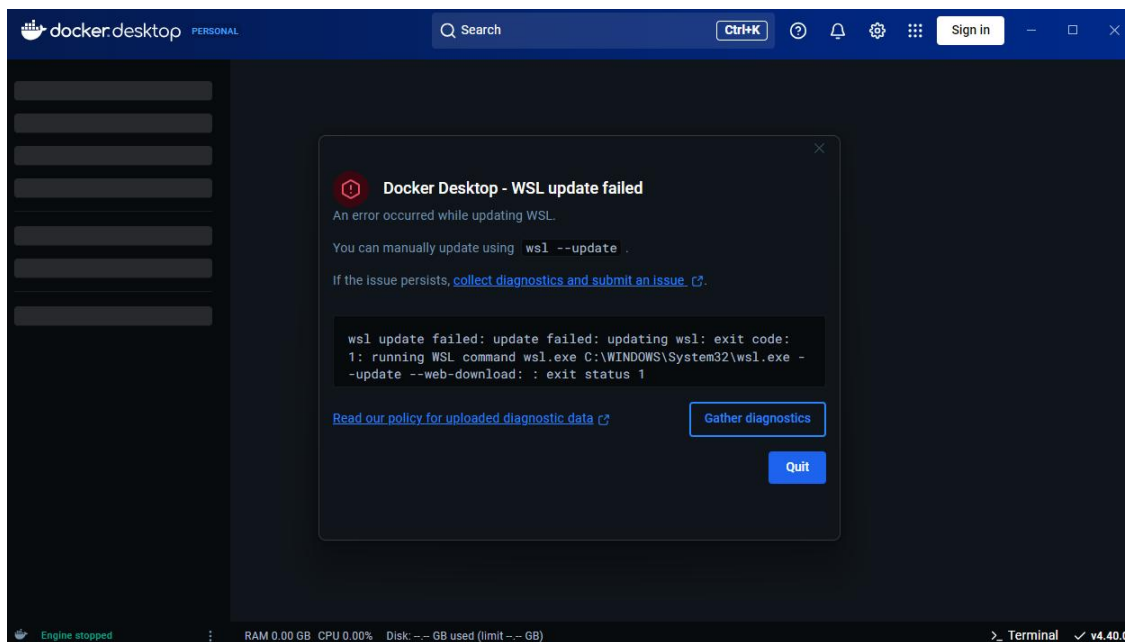 docker desktop PERSONAL
Search
Ctrl+K
Sign in
Docker Desktop - WSL update failed
An error occurred while updating WSL.
You can manually update using wsl --update .
If the issue persists, collect diagnostics and submit an issue .
wsl update failed: update failed: updating wsl: exit code:
1: running WSL command wsl.exe C:\WINDOWS\System32\wsl.exe -
-update --web-download: : exit status 1
Read our policy for uploaded diagnostic data
Gather diagnostics
Quit
Engine stopped
RAM 0.00 GB CPU 0.00% Disk: --.-- GB used (limit --.-- GB)
>_ Terminal
v4.40.0